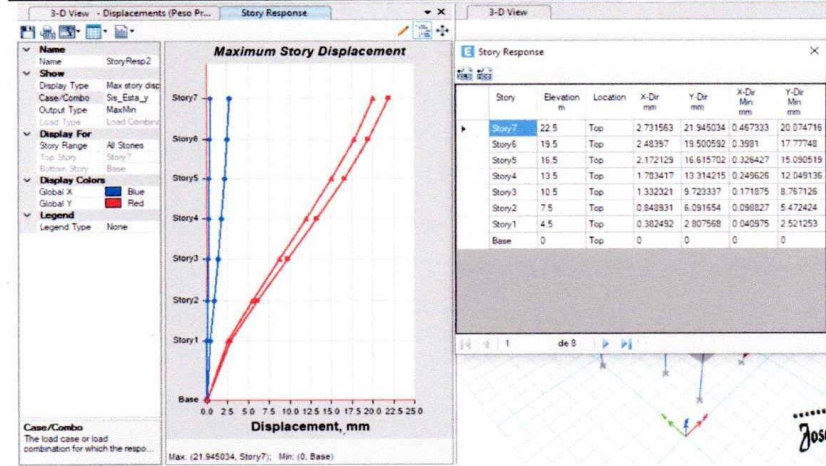 3-D View - Displacements (Peso Pr...
Story Response
3-D View
Name
Name StoryResp2
Show
Display Type Max story disp
Case/Combo Sis_Esta_y
Output Type MaxMin
Load Type Load Combina
Display For
Story Range All Stories
Top Story Story7
Bottom Story Base
Display Colors
Global X Blue
Global Y Red
Legend
Legend Type None
Case/Combo
The load case or load
combination for which the respo...
Maximum Story Displacement
Story7
Story6
Story5
Story4
Story3
Story2
Story1
Base
0.0 2.5 5.0 7.5 10.0 12.5 15.0 17.5 20.0 22.5 25.0
Displacement, mm
Max: (21.945034, Story7); Min: (0, Base)
E Story Response
Story Elevation m Location X-Dir mm Y-Dir mm X-Dir Min mm Y-Dir Min mm
Story7 22.5 Top 2.731563 21.945034 0.467333 20.074716
Story6 19.5 Top 2.48397 19.500592 0.3981 17.77748
Story5 16.5 Top 2.172129 16.615702 0.326427 15.090519
Story4 13.5 Top 1.783417 13.314215 0.249626 12.049136
Story3 10.5 Top 1.332321 9.723337 0.171875 8.767126
Story2 7.5 Top 0.848931 6.091654 0.098827 5.472424
Story1 4.5 Top 0.382492 2.807568 0.040975 2.521253
Base 0 Top 0 0 0 0
1 de 8
Jose